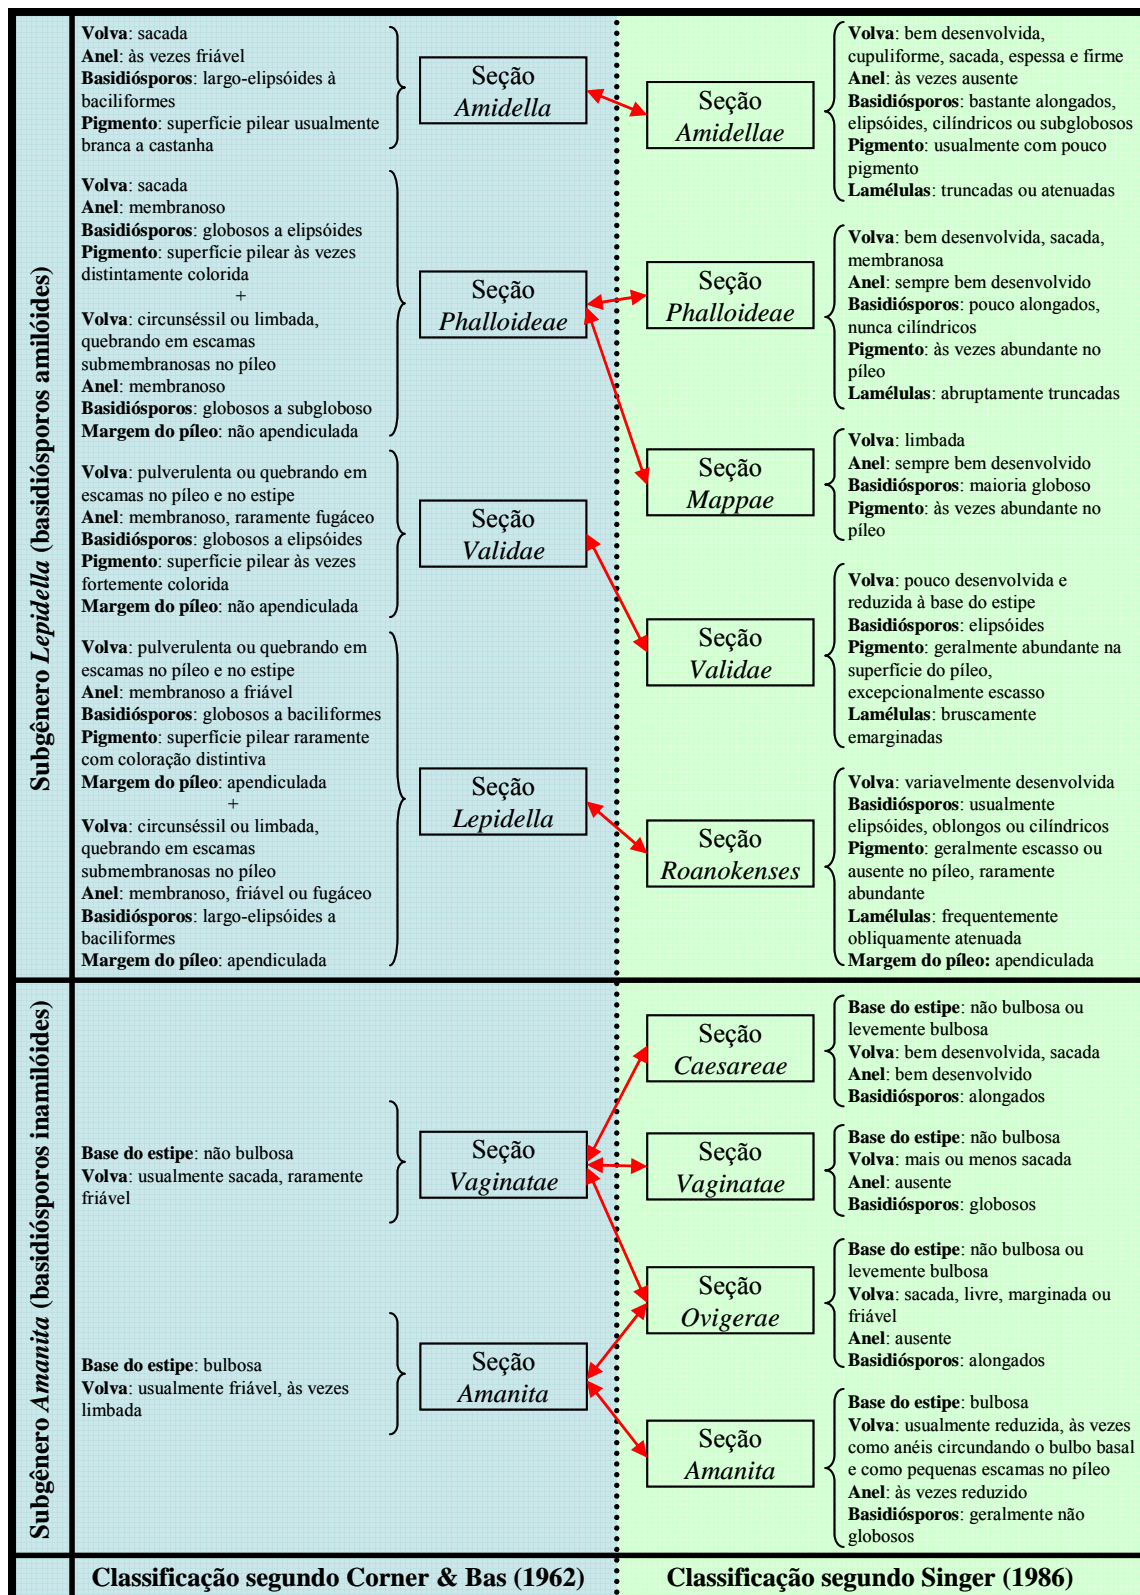 Subgênero Lepidella (basidiósporos amilóides)
Volva: sacada
Anel: às vezes friável
Basidiósporos: largo-elipsóides à
baciliformes
Pigmento: superfície pilear usualmente
branca a castanha
Seção
Amidella
Volva: sacada
Anel: membranoso
Basidiósporos: globosos a elipsóides
Pigmento: superfície pilear às vezes
distintamente colorida
+
Volva: circunséssil ou limbada,
quebrando em escamas
submembranosas no píleo
Anel: membranoso
Basidiósporos: globosos a subgloboso
Margem do píleo: não apendiculada
Seção
Phalloideae
Volva: pulverulenta ou quebrando em
escamas no píleo e no estipe
Anel: membranoso, raramente fugáceo
Basidiósporos: globosos a elipsóides
Pigmento: superfície pilear às vezes
fortemente colorida
Margem do píleo: não apendiculada
Seção
Validae
Volva: pulverulenta ou quebrando em
escamas no píleo e no estipe
Anel: membranoso a friável
Basidiósporos: globosos a baciliformes
Pigmento: superfície pilear raramente
com coloração distintiva
Margem do píleo: apendiculada
+
Volva: circunséssil ou limbada,
quebrando em escamas
submembranosas no píleo
Anel: membranoso, friável ou fugáceo
Basidiósporos: largo-elipsóides a
baciliformes
Margem do píleo: apendiculada
Seção
Lepidella
Seção
Amidellae
Volva: bem desenvolvida,
cupuliforme, sacada, espessa e firme
Anel: às vezes ausente
Basidiósporos: bastante alongados,
elipsóides, cilíndricos ou subglobosos
Pigmento: usualmente com pouco
pigmento
Lamélulas: truncadas ou atenuadas
Seção
Phalloideae
Volva: bem desenvolvida, sacada,
membranosa
Anel: sempre bem desenvolvido
Basidiósporos: pouco alongados,
nunca cilíndricos
Pigmento: às vezes abundante no
píleo
Lamélulas: abruptamente truncadas
Seção
Mappae
Volva: limbada
Anel: sempre bem desenvolvido
Basidiósporos: maioria globoso
Pigmento: às vezes abundante no
píleo
Seção
Validae
Volva: pouco desenvolvida e
reduzida à base do estipe
Basidiósporos: elipsóides
Pigmento: geralmente abundante na
superfície do píleo,
excepcionalmente escasso
Lamélulas: bruscamente
emarginadas
Seção
Roanokenses
Volva: variavelmente desenvolvida
Basidiósporos: usualmente
elipsóides, oblongos ou cilíndricos
Pigmento: geralmente escasso ou
ausente no píleo, raramente
abundante
Lamélulas: frequentemente
obliquamente atenuada
Margem do píleo: apendiculada
Subgênero Amanita (basidiósporos inamilóides)
Base do estipe: não bulbosa
Volva: usualmente sacada, raramente
friável
Seção
Vaginatae
Base do estipe: bulbosa
Volva: usualmente friável, às vezes
limbada
Seção
Amanita
Seção
Caesareae
Base do estipe: não bulbosa ou
levemente bulbosa
Volva: bem desenvolvida, sacada
Anel: bem desenvolvido
Basidiósporos: alongados
Seção
Vaginatae
Base do estipe: não bulbosa
Volva: mais ou menos sacada
Anel: ausente
Basidiósporos: globosos
Seção
Ovigerae
Base do estipe: não bulbosa ou
levemente bulbosa
Volva: sacada, livre, marginada ou
friável
Anel: ausente
Basidiósporos: alongados
Seção
Amanita
Base do estipe: bulbosa
Volva: usualmente reduzida, às vezes
como anéis circundando o bulbo basal
e como pequenas escamas no píleo
Anel: às vezes reduzido
Basidiósporos: geralmente não
globosos
Classificação segundo Corner & Bas (1962)
Classificação segundo Singer (1986)